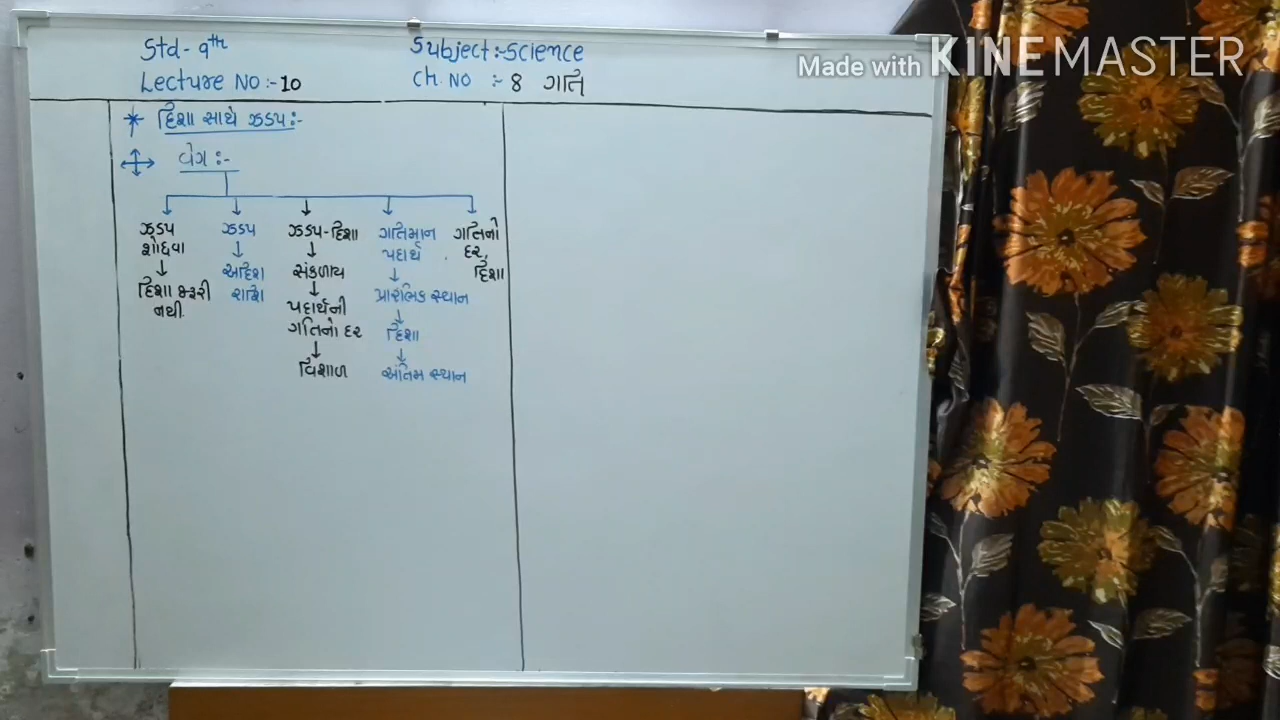 Std- 9th
Subject:-Science
Made with KINEMASTER
Lecture No:-10
Ch. No :- 8 ગતિ
* દિશા સાથે ઝડપ:-
વેગ:-
ઝડપ
શોધવા
↓
દિશા જરૂરી
નથી.
ઝડપ
↓
અદિશ
રાશિ
ઝડપ-દિશા
↓
સંકળાય
↓
પદાર્થની
ગતિનો દર
↓
વિશાળ
ગતિમાન
પદાર્થ
↓
પ્રારંભિક સ્થાન
↓
દિશા
↓
અંતિમ સ્થાન
ગતિનો
દર,
દિશા